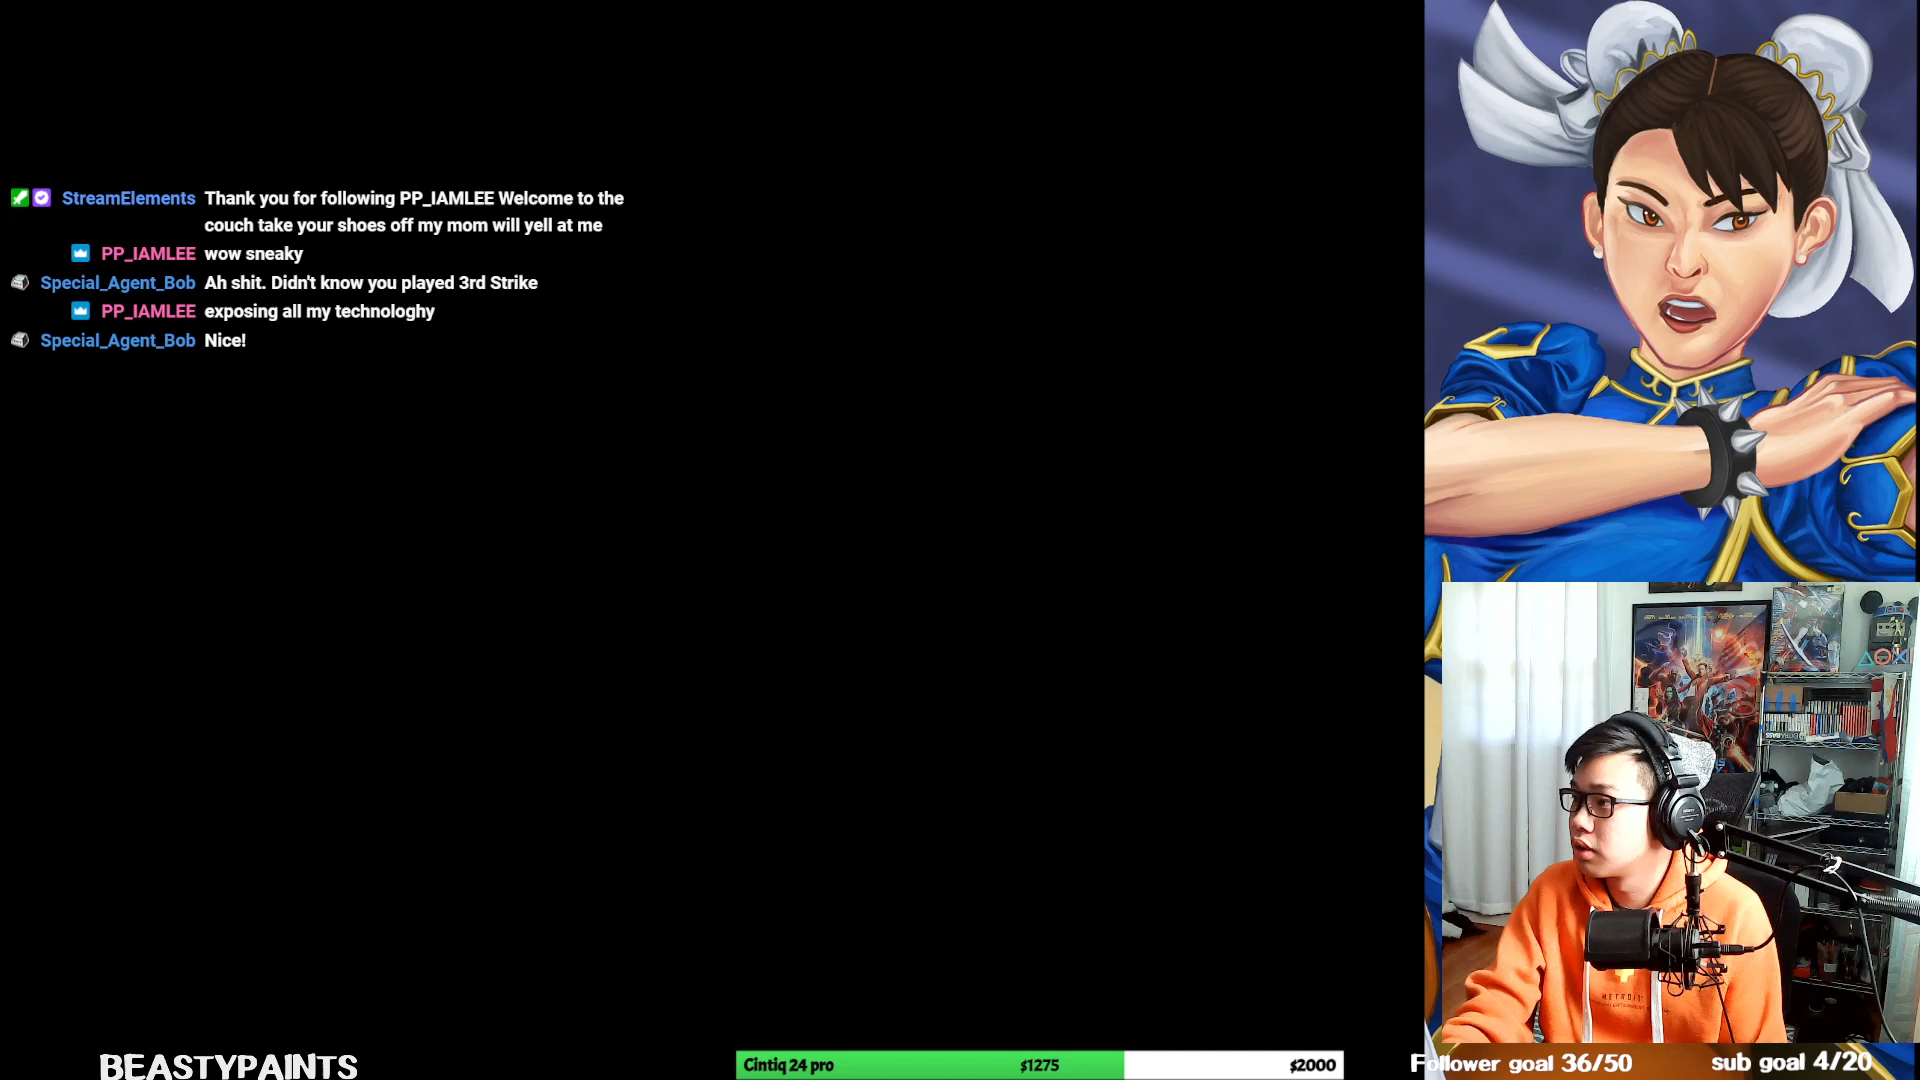 StreamElements Thank you for following PP_IAMLEE Welcome to the
couch take your shoes off my mom will yell at me
PP_IAMLEE wow sneaky
Special_Agent_Bob Ah shit. Didn't know you played 3rd Strike
PP_IAMLEE exposing all my technologhy
Special_Agent_Bob Nice!
METROID
BEASTYPAINTS
Cintiq 24 pro $1275 $2000
Follower goal 36/50
sub goal 4/20